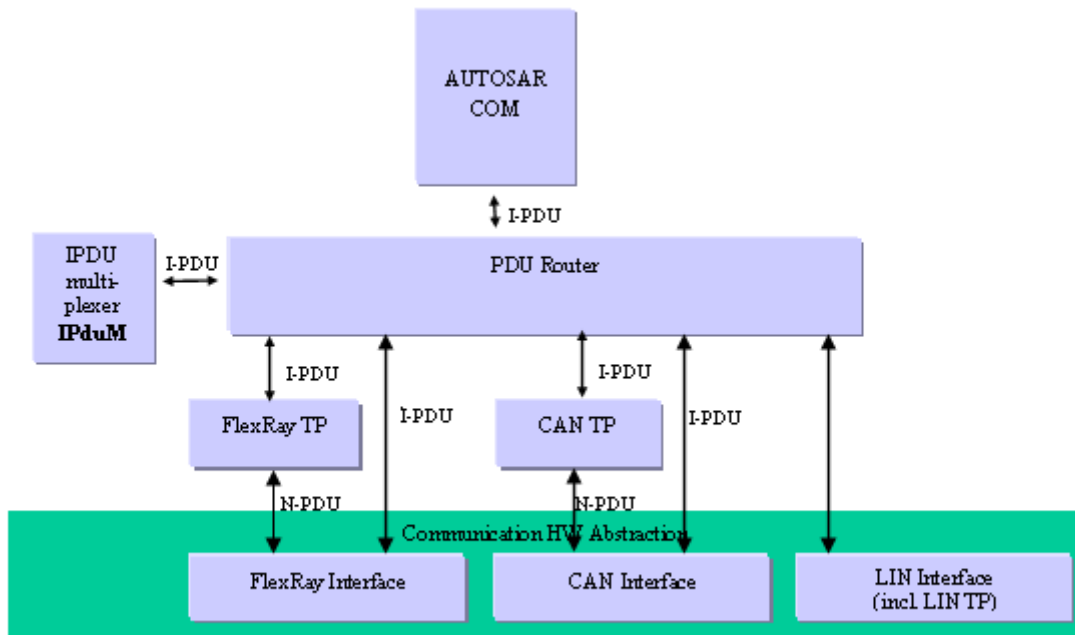 AUTOSAR
COM
I-PDU
IPDU
multi-
plexer
IPduM
I-PDU
PDU Router
I-PDU
I-PDU
I-PDU
I-PDU
FlexRay TP
CAN TP
N-PDU
N-PDU
Communication HW Abstraction
FlexRay Interface
CAN Interface
LIN Interface
(incl. LIN TP)